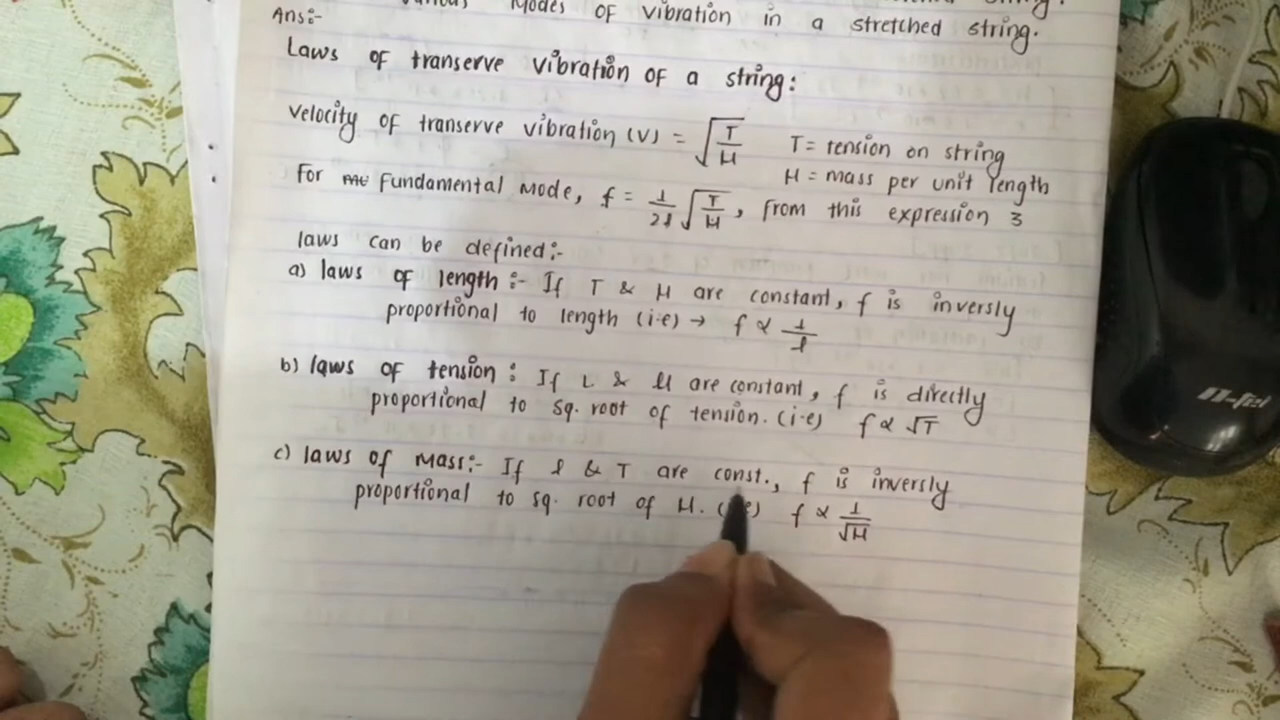 Modes of vibration in a stretched string.
Ans:-
Laws of transerve vibration of a string:
Velocity of transerve vibration (v) = √(T/μ) T = tension on string
μ = mass per unit length
For Fundamental Mode, f = 1/2l √(T/μ), from this expression 3
laws can be defined:-
a) laws of length :- If T & μ are constant, f is inversly
proportional to length (i.e) → f ∝ 1/l
b) laws of tension : If L & μ are constant, f is directly
proportional to sq. root of tension. (i.e) f ∝ √T
c) laws of Mass:- If l & T are const., f is inversly
proportional to sq. root of μ. f ∝ 1/√μ